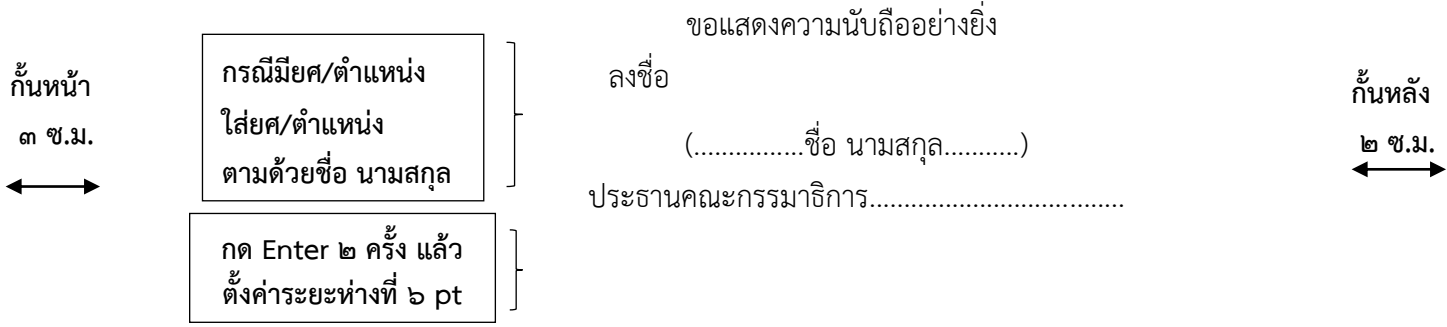 ขอแสดงความนับถืออย่างยิ่ง
กรณีมียศ/ตำแหน่ง
ใส่ยศ/ตำแหน่ง
ตามด้วยชื่อ นามสกุล
ลงชื่อ
กั้นหน้า
๓ ซ.ม.
กั้นหลัง
๒ ซ.ม.
(................ชื่อ นามสกุล...........)
ประธานคณะกรรมาธิการ.....................................
กด Enter ๒ ครั้ง แล้ว
ตั้งค่าระยะห่างที่ ๖ pt